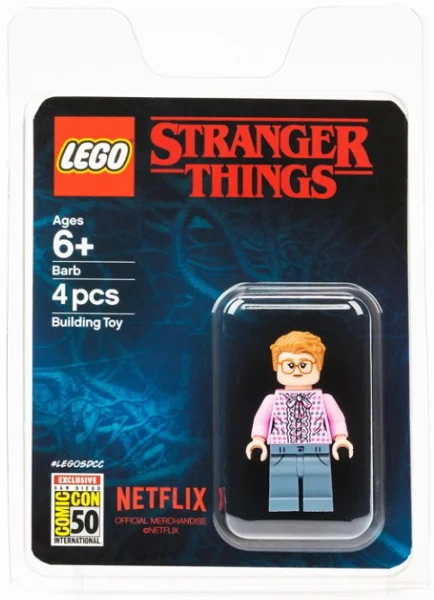 LEGO
STRANGER
THINGS
Ages
6+
Barb
4 pcs
Building Toy
#LEGOSDCC
EXCLUSIVE
SAN DIEGO
COMIC CON
50
INTERNATIONAL
NETFLIX
OFFICIAL MERCHANDISE
©NETFLIX